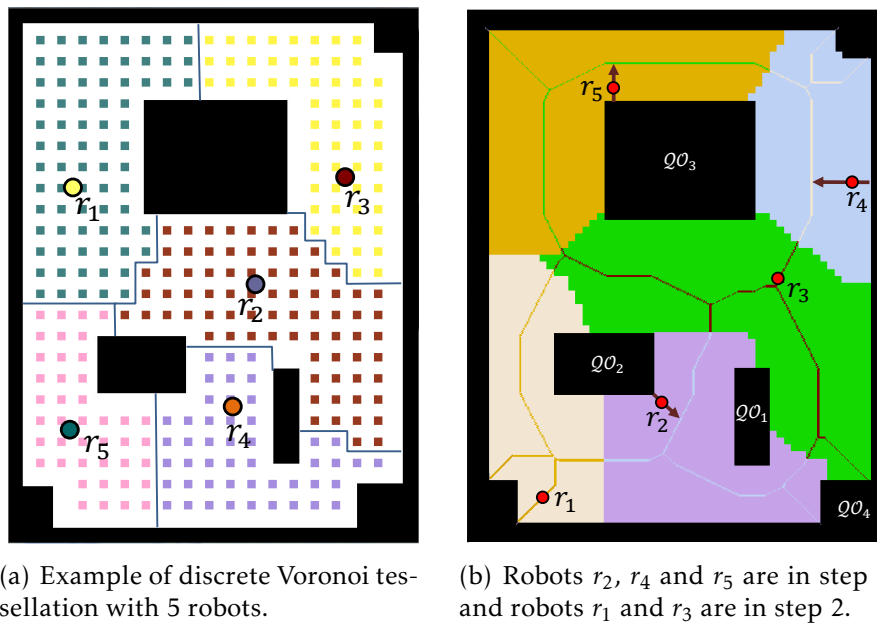 r₁
r₃
r₂
r₄
r₅
r₅
QO₃
r₄
r₃
QO₂
r₂
QO₁
r₁
QO₄
(a) Example of discrete Voronoi tes-
sellation with 5 robots.
(b) Robots r₂, r₄ and r₅ are in step
and robots r₁ and r₃ are in step 2.